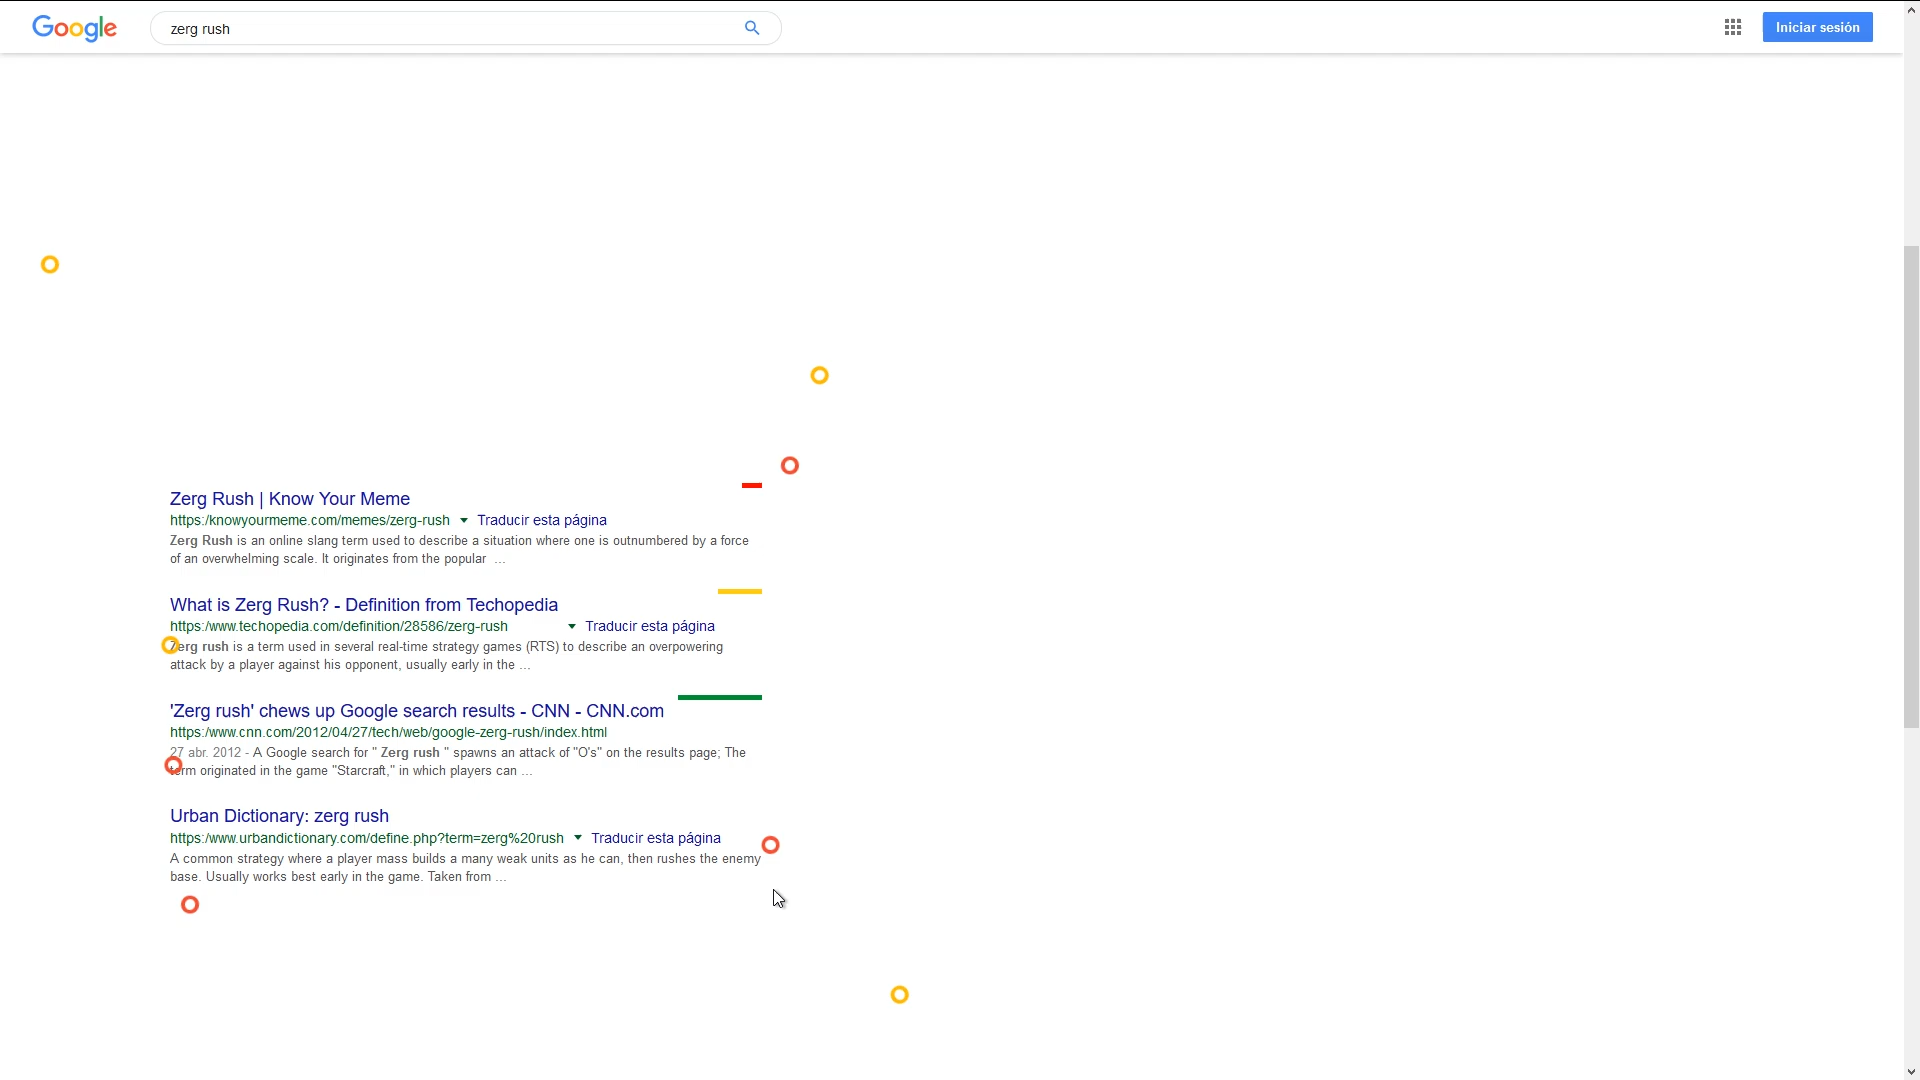 Google
zerg rush
Iniciar sesión
Zerg Rush | Know Your Meme
https:/knowyourmeme.com/memes/zerg-rush Traducir esta página
Zerg Rush is an online slang term used to describe a situation where one is outnumbered by a force
of an overwhelming scale. It originates from the popular ...
What is Zerg Rush? - Definition from Techopedia
https:/www.techopedia.com/definition/28586/zerg-rush Traducir esta página
Zerg rush is a term used in several real-time strategy games (RTS) to describe an overpowering
attack by a player against his opponent, usually early in the ...
'Zerg rush' chews up Google search results - CNN - CNN.com
https:/www.cnn.com/2012/04/27/tech/web/google-zerg-rush/index.html
27 abr. 2012 - A Google search for " Zerg rush " spawns an attack of "O's" on the results page; The
term originated in the game "Starcraft," in which players can ...
Urban Dictionary: zerg rush
https:/www.urbandictionary.com/define.php?term=zerg%20rush Traducir esta página
A common strategy where a player mass builds a many weak units as he can, then rushes the enemy
base. Usually works best early in the game. Taken from ...